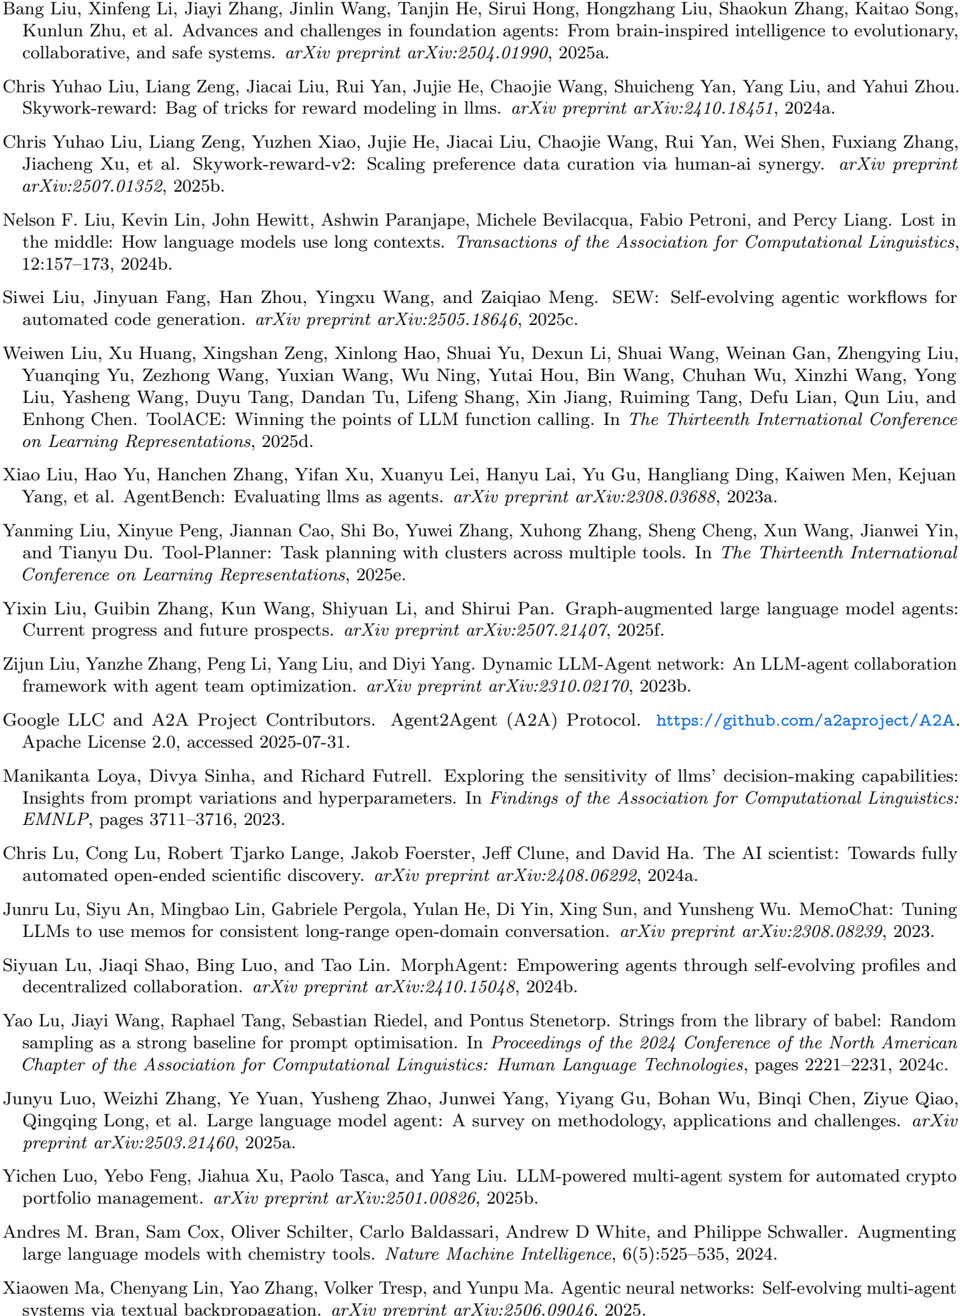 Bang Liu, Xinfeng Li, Jiayi Zhang, Jinlin Wang, Tanjin He, Sirui Hong, Hongzhang Liu, Shaokun Zhang, Kaitao Song,
Kunlun Zhu, et al. Advances and challenges in foundation agents: From brain-inspired intelligence to evolutionary,
collaborative, and safe systems. arXiv preprint arXiv:2504.01990, 2025a.
Chris Yuhao Liu, Liang Zeng, Jiacai Liu, Rui Yan, Jujie He, Chaojie Wang, Shuicheng Yan, Yang Liu, and Yahui Zhou.
Skywork-reward: Bag of tricks for reward modeling in llms. arXiv preprint arXiv:2410.18451, 2024a.
Chris Yuhao Liu, Liang Zeng, Yuzhen Xiao, Jujie He, Jiacai Liu, Chaojie Wang, Rui Yan, Wei Shen, Fuxiang Zhang,
Jiacheng Xu, et al. Skywork-reward-v2: Scaling preference data curation via human-ai synergy. arXiv preprint
arXiv:2507.01352, 2025b.
Nelson F. Liu, Kevin Lin, John Hewitt, Ashwin Paranjape, Michele Bevilacqua, Fabio Petroni, and Percy Liang. Lost in
the middle: How language models use long contexts. Transactions of the Association for Computational Linguistics,
12:157–173, 2024b.
Siwei Liu, Jinyuan Fang, Han Zhou, Yingxu Wang, and Zaiqiao Meng. SEW: Self-evolving agentic workflows for
automated code generation. arXiv preprint arXiv:2505.18646, 2025c.
Weiwen Liu, Xu Huang, Xingshan Zeng, Xinlong Hao, Shuai Yu, Dexun Li, Shuai Wang, Weinan Gan, Zhengying Liu,
Yuanqing Yu, Zezhong Wang, Yuxian Wang, Wu Ning, Yutai Hou, Bin Wang, Chuhan Wu, Xinzhi Wang, Yong
Liu, Yasheng Wang, Duyu Tang, Dandan Tu, Lifeng Shang, Xin Jiang, Ruiming Tang, Defu Lian, Qun Liu, and
Enhong Chen. ToolACE: Winning the points of LLM function calling. In The Thirteenth International Conference
on Learning Representations, 2025d.
Xiao Liu, Hao Yu, Hanchen Zhang, Yifan Xu, Xuanyu Lei, Hanyu Lai, Yu Gu, Hangliang Ding, Kaiwen Men, Kejuan
Yang, et al. AgentBench: Evaluating llms as agents. arXiv preprint arXiv:2308.03688, 2023a.
Yanming Liu, Xinyue Peng, Jiannan Cao, Shi Bo, Yuwei Zhang, Xuhong Zhang, Sheng Cheng, Xun Wang, Jianwei Yin,
and Tianyu Du. Tool-Planner: Task planning with clusters across multiple tools. In The Thirteenth International
Conference on Learning Representations, 2025e.
Yixin Liu, Guibin Zhang, Kun Wang, Shiyuan Li, and Shirui Pan. Graph-augmented large language model agents:
Current progress and future prospects. arXiv preprint arXiv:2507.21407, 2025f.
Zijun Liu, Yanzhe Zhang, Peng Li, Yang Liu, and Diyi Yang. Dynamic LLM-Agent network: An LLM-agent collaboration
framework with agent team optimization. arXiv preprint arXiv:2310.02170, 2023b.
Google LLC and A2A Project Contributors. Agent2Agent (A2A) Protocol. https://github.com/a2aproject/A2A.
Apache License 2.0, accessed 2025-07-31.
Manikanta Loya, Divya Sinha, and Richard Futrell. Exploring the sensitivity of llms' decision-making capabilities:
Insights from prompt variations and hyperparameters. In Findings of the Association for Computational Linguistics:
EMNLP, pages 3711–3716, 2023.
Chris Lu, Cong Lu, Robert Tjarko Lange, Jakob Foerster, Jeff Clune, and David Ha. The AI scientist: Towards fully
automated open-ended scientific discovery. arXiv preprint arXiv:2408.06292, 2024a.
Junru Lu, Siyu An, Mingbao Lin, Gabriele Pergola, Yulan He, Di Yin, Xing Sun, and Yunsheng Wu. MemoChat: Tuning
LLMs to use memos for consistent long-range open-domain conversation. arXiv preprint arXiv:2308.08239, 2023.
Siyuan Lu, Jiaqi Shao, Bing Luo, and Tao Lin. MorphAgent: Empowering agents through self-evolving profiles and
decentralized collaboration. arXiv preprint arXiv:2410.15048, 2024b.
Yao Lu, Jiayi Wang, Raphael Tang, Sebastian Riedel, and Pontus Stenetorp. Strings from the library of babel: Random
sampling as a strong baseline for prompt optimisation. In Proceedings of the 2024 Conference of the North American
Chapter of the Association for Computational Linguistics: Human Language Technologies, pages 2221–2231, 2024c.
Junyu Luo, Weizhi Zhang, Ye Yuan, Yusheng Zhao, Junwei Yang, Yiyang Gu, Bohan Wu, Binqi Chen, Ziyue Qiao,
Qingqing Long, et al. Large language model agent: A survey on methodology, applications and challenges. arXiv
preprint arXiv:2503.21460, 2025a.
Yichen Luo, Yebo Feng, Jiahua Xu, Paolo Tasca, and Yang Liu. LLM-powered multi-agent system for automated crypto
portfolio management. arXiv preprint arXiv:2501.00826, 2025b.
Andres M. Bran, Sam Cox, Oliver Schilter, Carlo Baldassari, Andrew D White, and Philippe Schwaller. Augmenting
large language models with chemistry tools. Nature Machine Intelligence, 6(5):525–535, 2024.
Xiaowen Ma, Chenyang Lin, Yao Zhang, Volker Tresp, and Yunpu Ma. Agentic neural networks: Self-evolving multi-agent
systems via textual backpropagation. arXiv preprint arXiv:2506.09046, 2025.